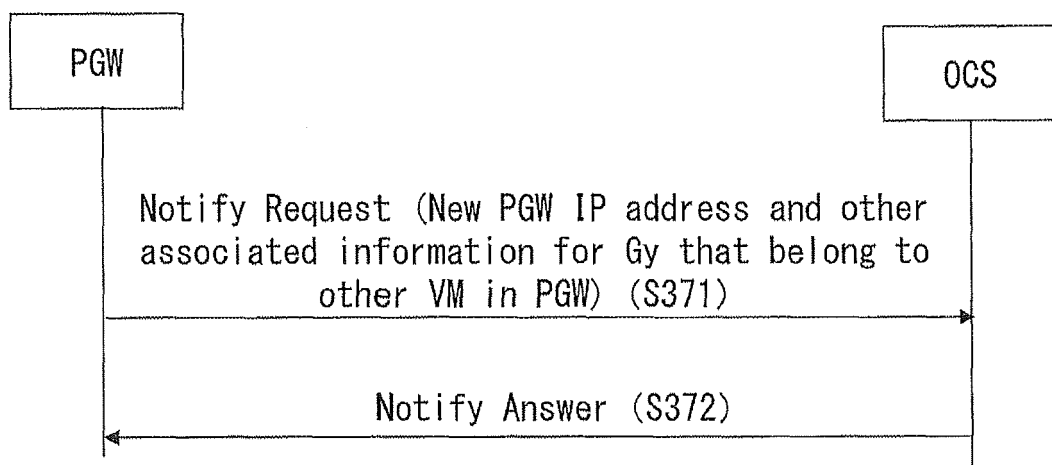 PGW
OCS
Notify Request (New PGW IP address and other
associated information for Gy that belong to
other VM in PGW) (S371)
Notify Answer (S372)